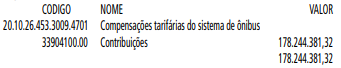 CODIGO NOME VALOR
20.10.26.453.3009.4701 Compensações tarifárias do sistema de ônibus
33904100.00 Contribuições 178.244.381,32
178.244.381,32